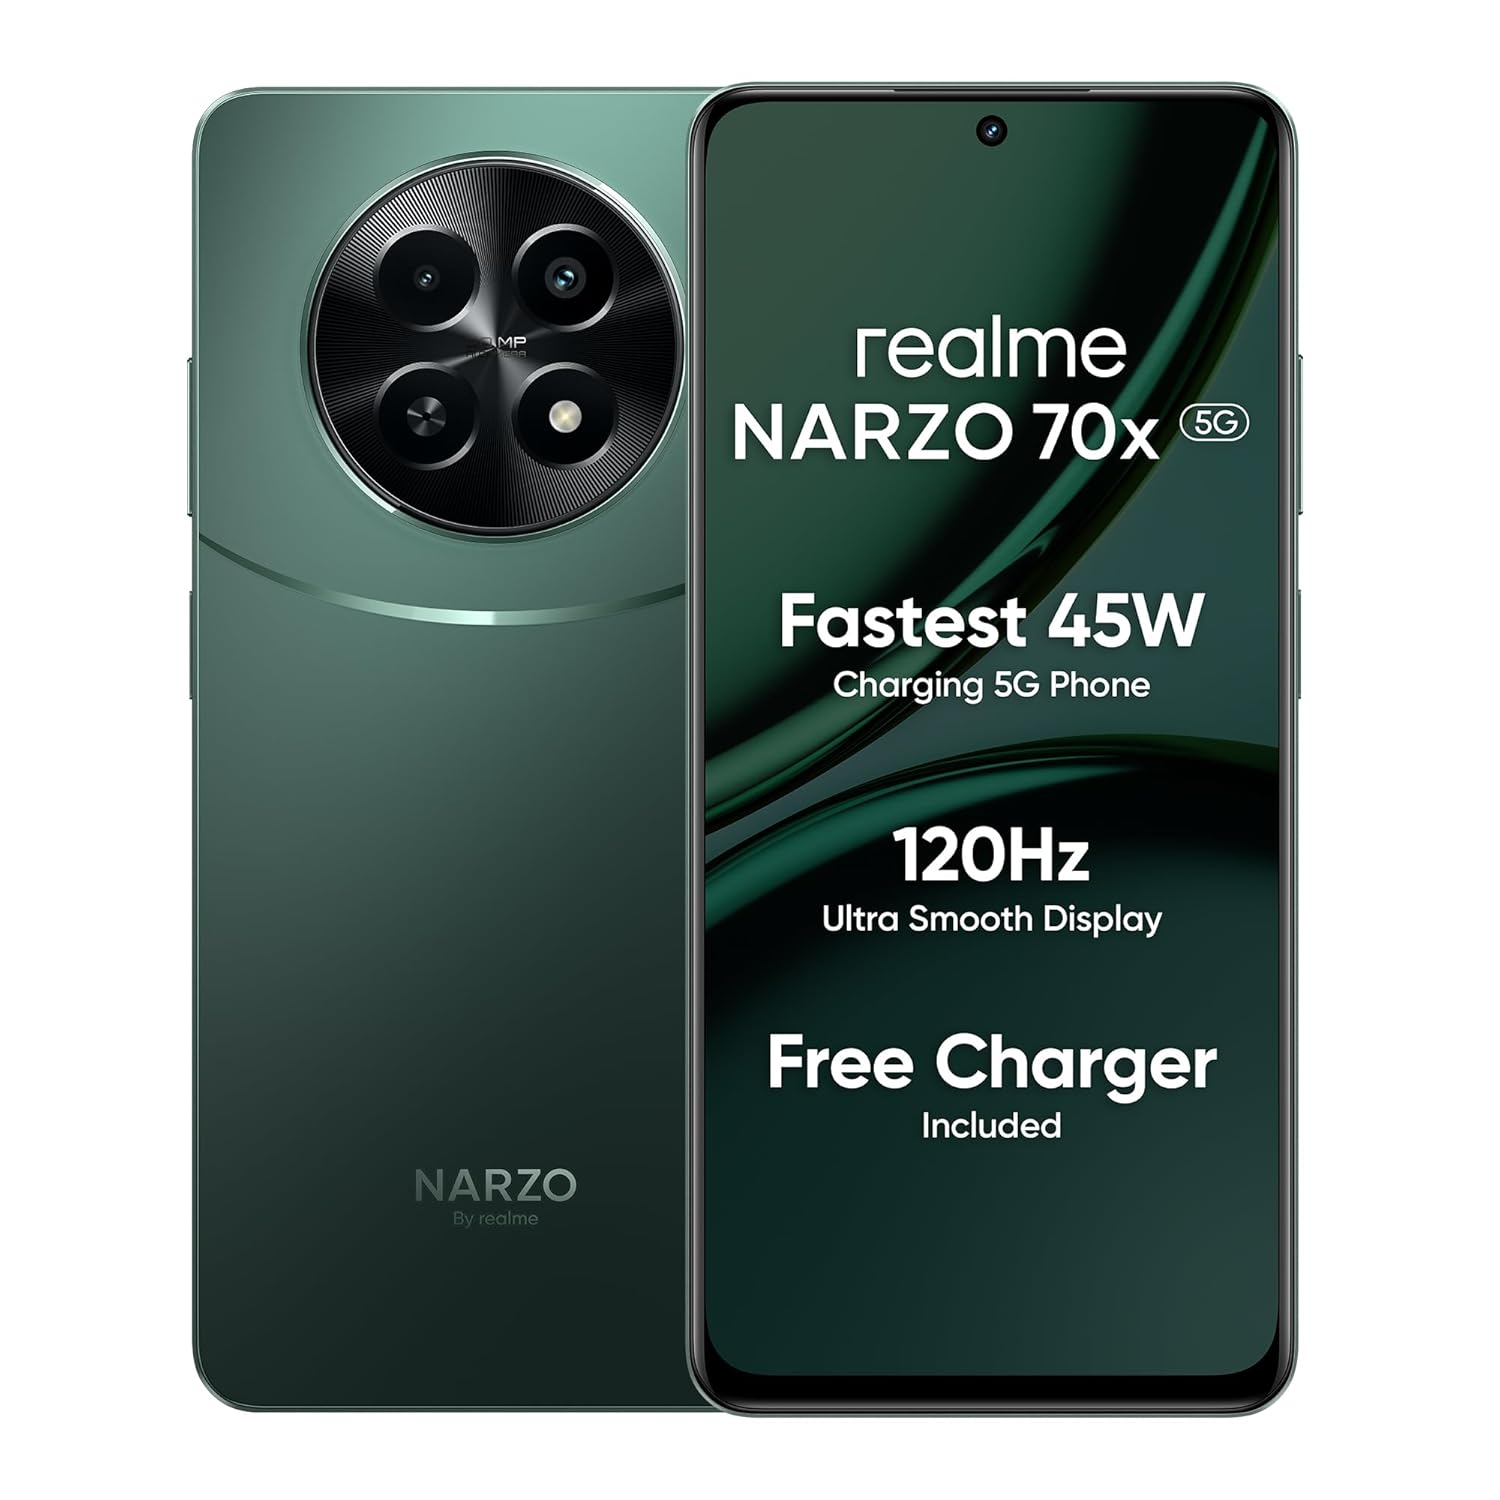 MP
NARZO
By realme
realme
NARZO 70x 5G
Fastest 45W
Charging 5G Phone
120Hz
Ultra Smooth Display
Free Charger
Included